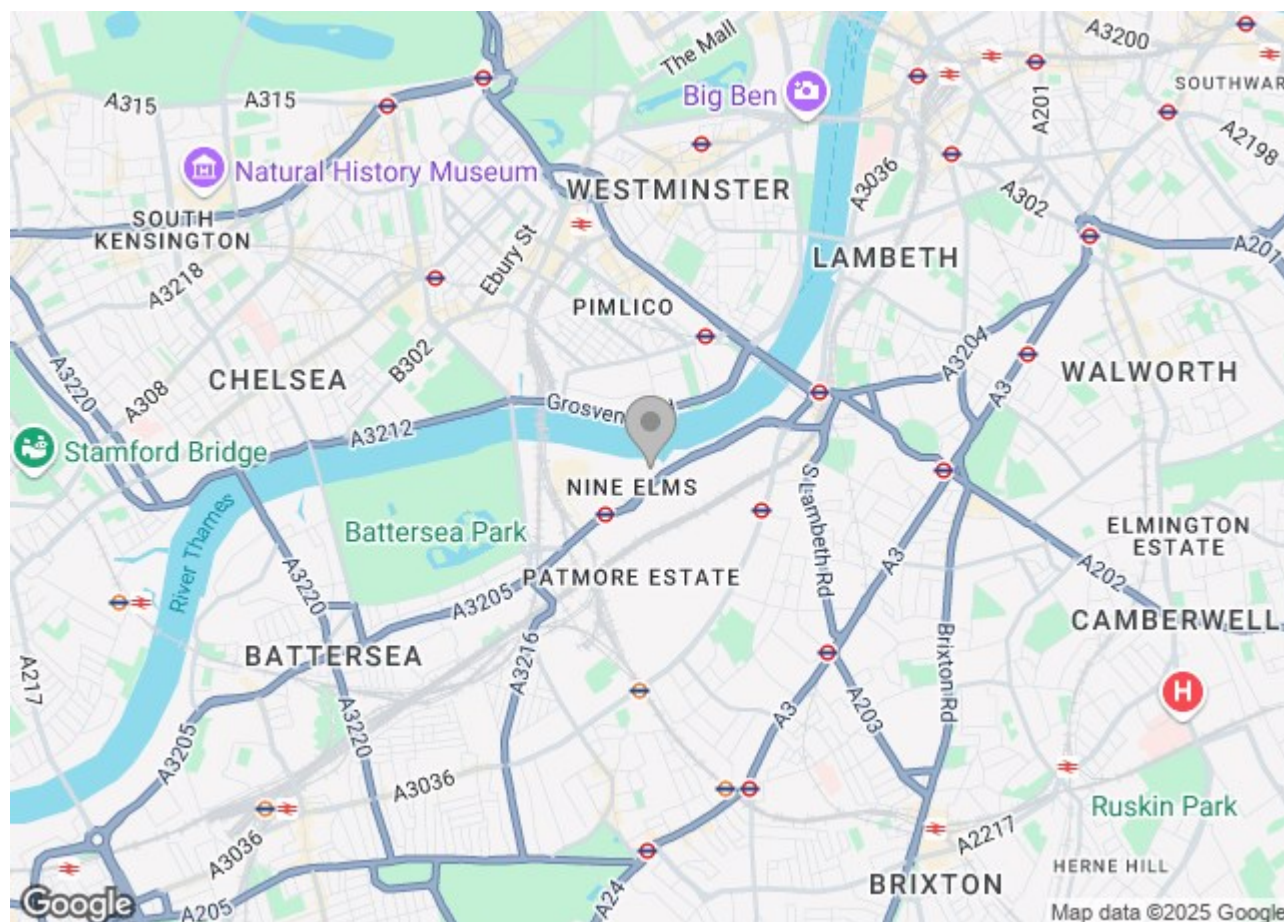 The Mall
A3200
SOUTHWAR
A315
A315
Big Ben
A201
A2198
Natural History Museum
WESTMINSTER
A3036
A302
SOUTH
KENSINGTON
Ebury St
LAMBETH
A201
A3218
PIMLICO
A3220
A308
CHELSEA
B302
A3204
A3
WALWORTH
Grosven
Stamford Bridge
A3212
NINE ELMS
S Lambeth Rd
River Thames
Battersea Park
ELMINGTON
ESTATE
A3220
PATMORE ESTATE
A3
A202
A3205
CAMBERWELL
BATTERSEA
A3216
Brixton Rd
A217
H
A3205
A3220
A3
A203
A3036
Ruskin Park
A3036
A2217
HERNE HILL
BRIXTON
A24
A205
Google
Map data ©2025 Google